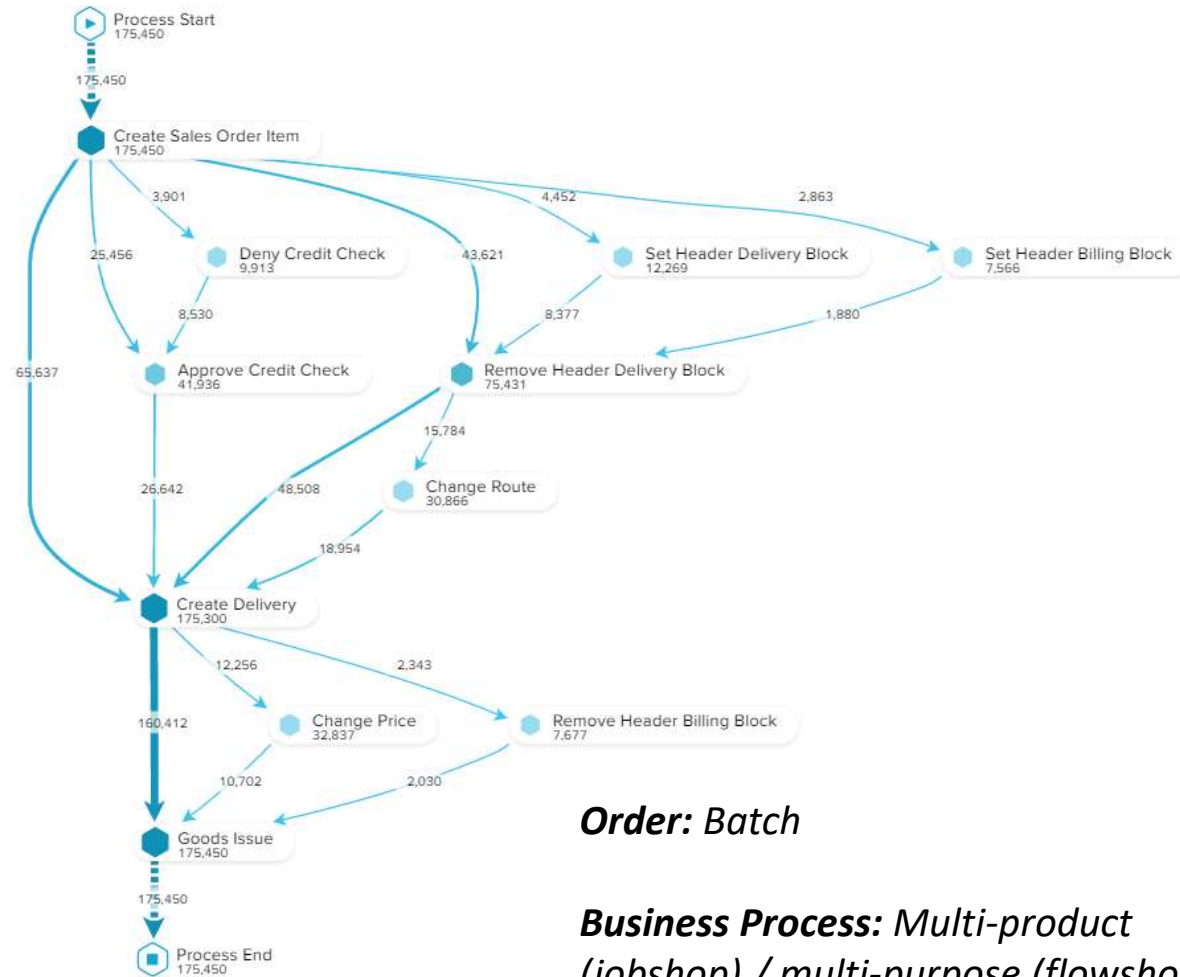 Process Start
175,450
175,450
Create Sales Order Item
175,450
3,901
4,452
2,863
25,456
Deny Credit Check
9,913
43,621
Set Header Delivery Block
12,269
Set Header Billing Block
7,566
8,530
8,377
1,880
65,637
Approve Credit Check
41,936
Remove Header Delivery Block
75,431
15,784
26,642
48,508
Change Route
30,866
18,954
Create Delivery
175,300
12,256
2,343
160,412
Change Price
32,837
Remove Header Billing Block
7,677
10,702
2,030
Order: Batch
Goods Issue
175,450
175,450
Business Process: Multi-product
Process End
175,450
(jobshop) / multi-purpose (flowsho